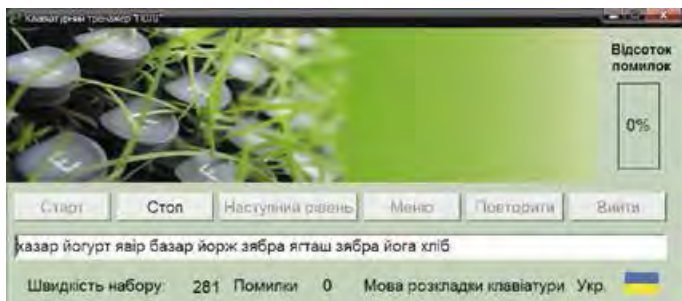 Клавіатурний тренажер
Відсоток
помилок
0%
Старт Стоп Наступний рівень Меню Повторити Вийти
хазар йогурт явір базар йорж зябра ягташ зябра йога хліб
Швидкість набору: 281 Помилки 0 Мова розкладки клавіатури Укр.